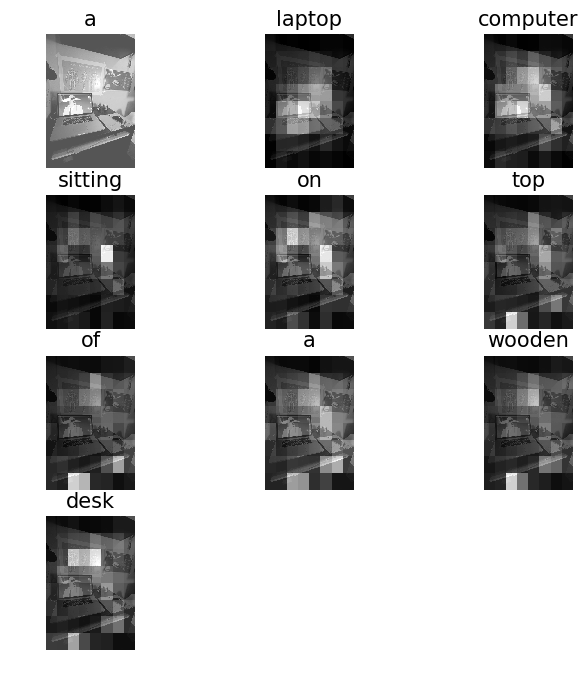 a laptop computer
sitting on top
of a wooden
desk